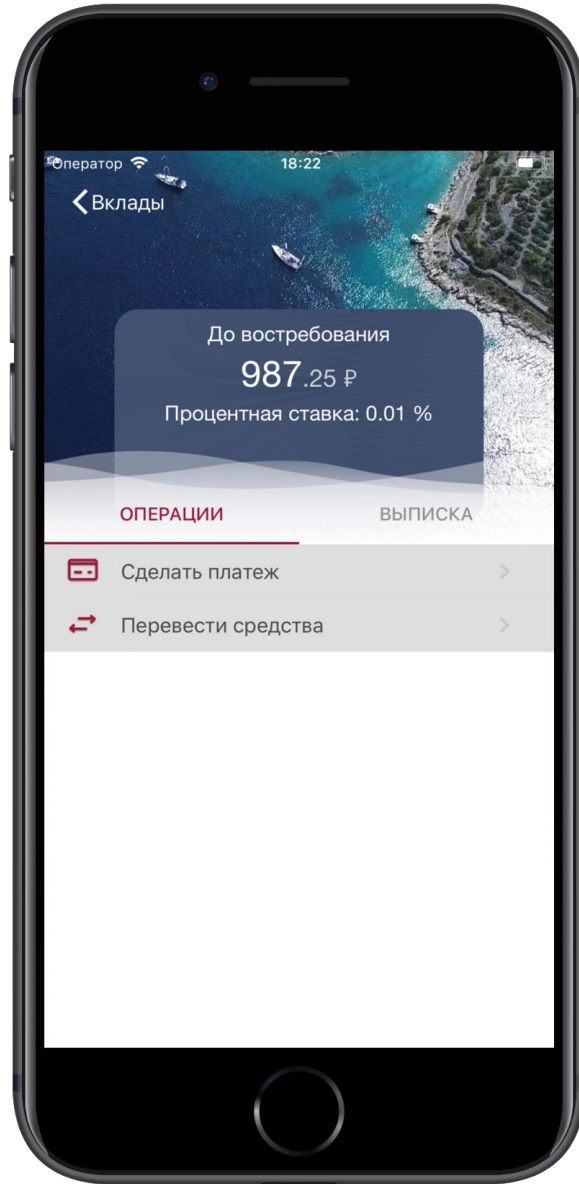 Оператор 18:22
Вклады
До востребования
987.25 ₽
Процентная ставка: 0.01 %
ОПЕРАЦИИ ВЫПИСКА
Сделать платеж
Перевести средства